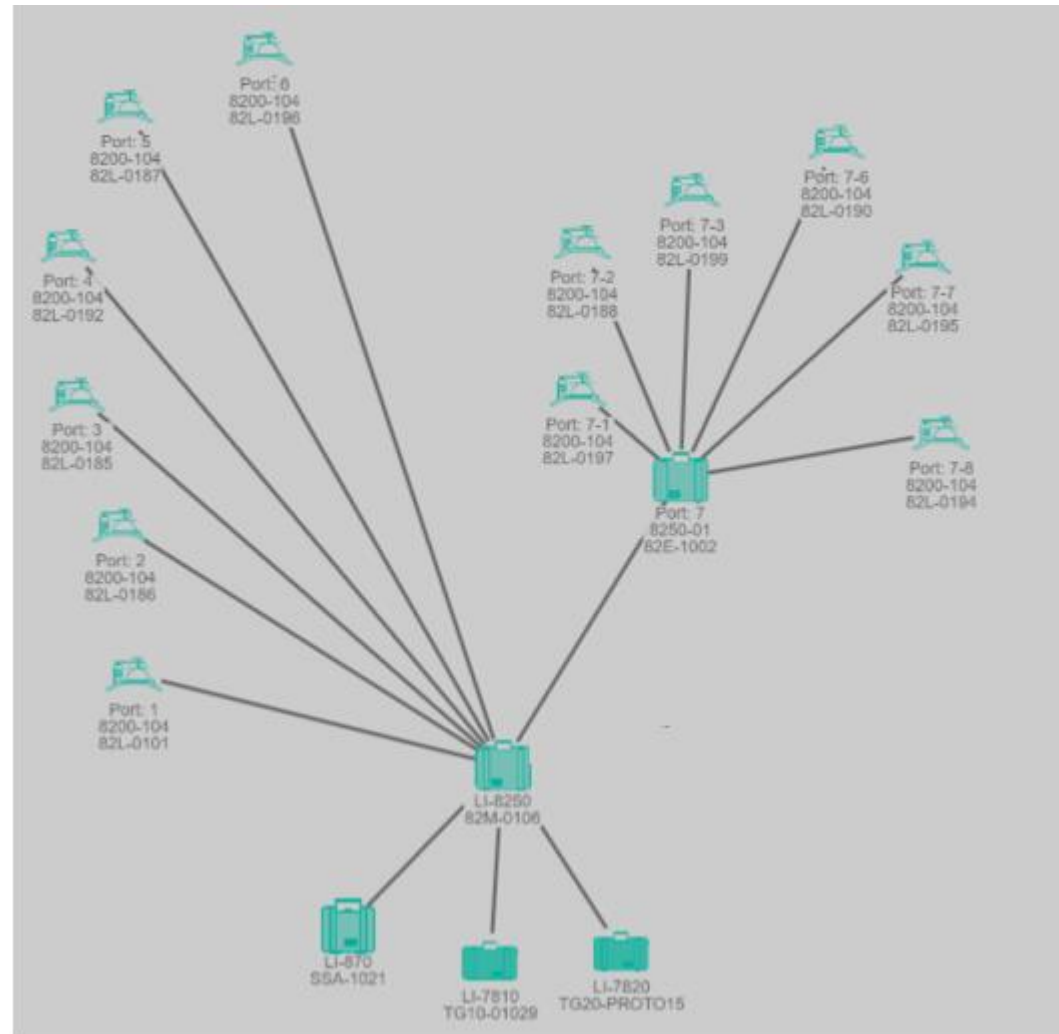 Port: 6
8200-104
82L-0196
Port: 5
8200-104
82L-0187
Port: 4
8200-104
82L-0192
Port: 3
8200-104
82L-0185
Port: 2
8200-104
82L-0186
Port: 1
8200-104
82L-0101
Port: 7-6
8200-104
82L-0190
Port: 7-3
8200-104
82L-0199
Port: 7-2
8200-104
82L-0188
Port: 7-7
8200-104
82L-0195
Port: 7-1
8200-104
82L-0197
Port: 7-8
8200-104
82L-0194
Port: 7
8250-01
82E-1002
LI-8250
82M-0106
LI-870
SSA-1021
LI-7810
TG10-01029
LI-7820
TG20-PROTO15